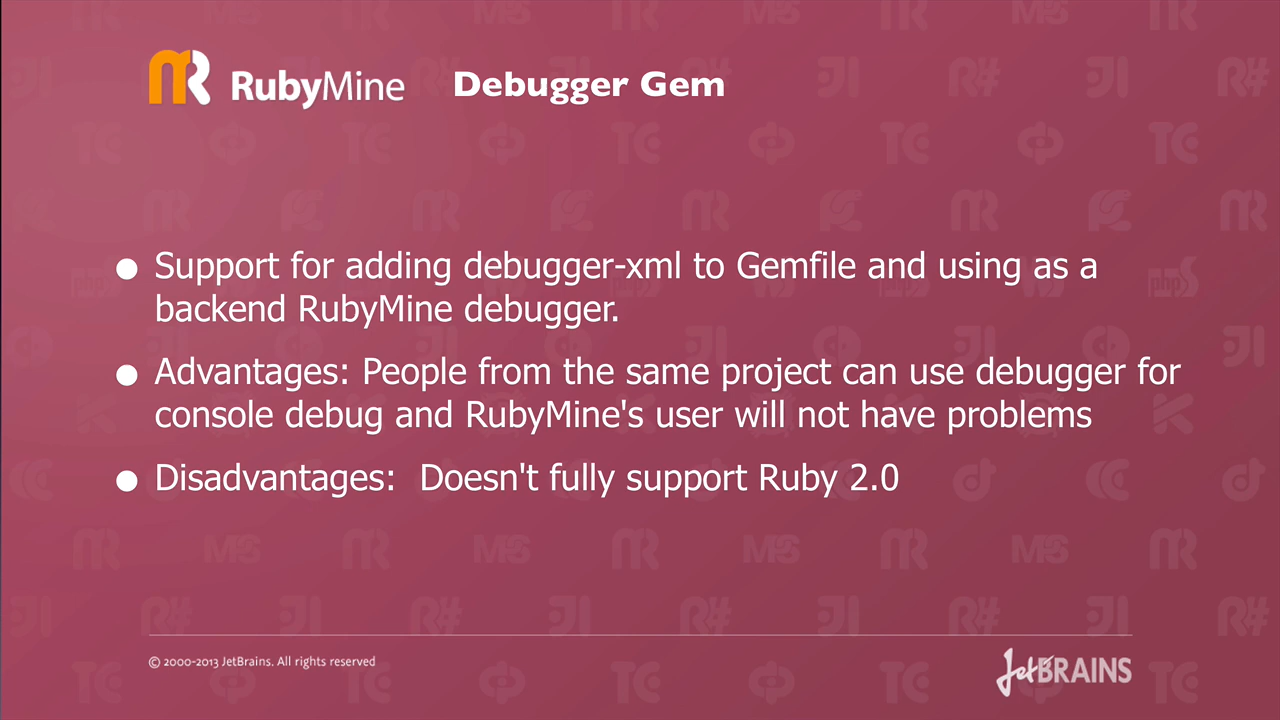 RubyMine Debugger Gem
● Support for adding debugger-xml to Gemfile and using as a
backend RubyMine debugger.
● Advantages: People from the same project can use debugger for
console debug and RubyMine's user will not have problems
● Disadvantages:  Doesn't fully support Ruby 2.0
© 2000-2013 JetBrains. All rights reserved
JetBRAINS